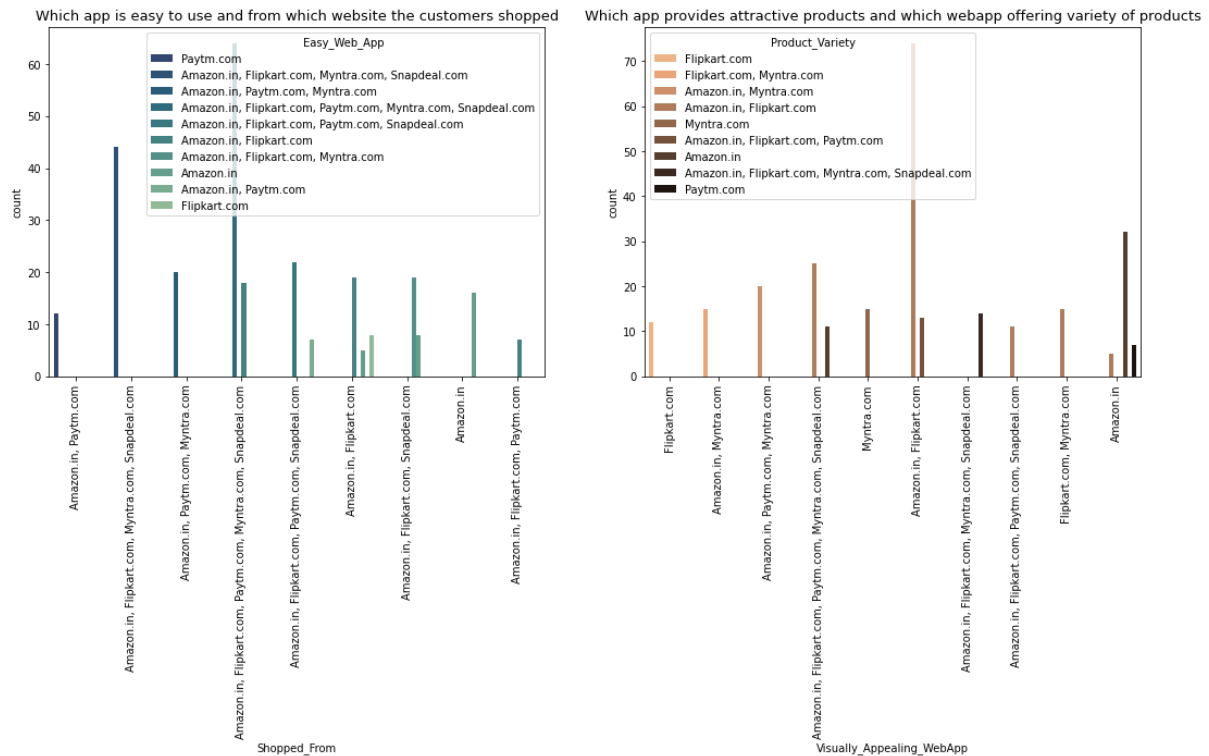 Which app is easy to use and from which website the customers shopped
Easy_Web_App
Paytm.com
Amazon.in, Flipkart.com, Myntra.com, Snapdeal.com
Amazon.in, Paytm.com, Myntra.com
Amazon.in, Flipkart.com, Paytm.com, Myntra.com, Snapdeal.com
Amazon.in, Flipkart.com, Paytm.com, Snapdeal.com
Amazon.in, Flipkart.com
Amazon.in, Flipkart.com, Myntra.com
Amazon.in
Amazon.in, Paytm.com
Flipkart.com
60
50
40
30
20
10
0
count
Amazon.in, Paytm.com
Amazon.in, Flipkart.com, Myntra.com, Snapdeal.com
Amazon.in, Paytm.com, Myntra.com
Amazon.in, Flipkart.com, Paytm.com, Myntra.com, Snapdeal.com
Amazon.in, Flipkart.com, Paytm.com, Snapdeal.com
Amazon.in, Flipkart.com
Amazon.in, Flipkart.com, Snapdeal.com
Amazon.in
Amazon.in, Flipkart.com, Paytm.com
Shopped_From
Which app provides attractive products and which webapp offering variety of products
Product_Variety
Flipkart.com
Flipkart.com, Myntra.com
Amazon.in, Myntra.com
Amazon.in, Flipkart.com
Myntra.com
Amazon.in, Flipkart.com, Paytm.com
Amazon.in
Amazon.in, Flipkart.com, Myntra.com, Snapdeal.com
Paytm.com
70
60
50
40
30
20
10
0
count
Flipkart.com
Amazon.in, Myntra.com
Amazon.in, Paytm.com, Myntra.com
Amazon.in, Flipkart.com, Paytm.com, Myntra.com, Snapdeal.com
Myntra.com
Amazon.in, Flipkart.com
Amazon.in, Flipkart.com, Myntra.com, Snapdeal.com
Amazon.in, Flipkart.com, Paytm.com, Snapdeal.com
Flipkart.com, Myntra.com
Amazon.in
Visually_Appealing_WebApp